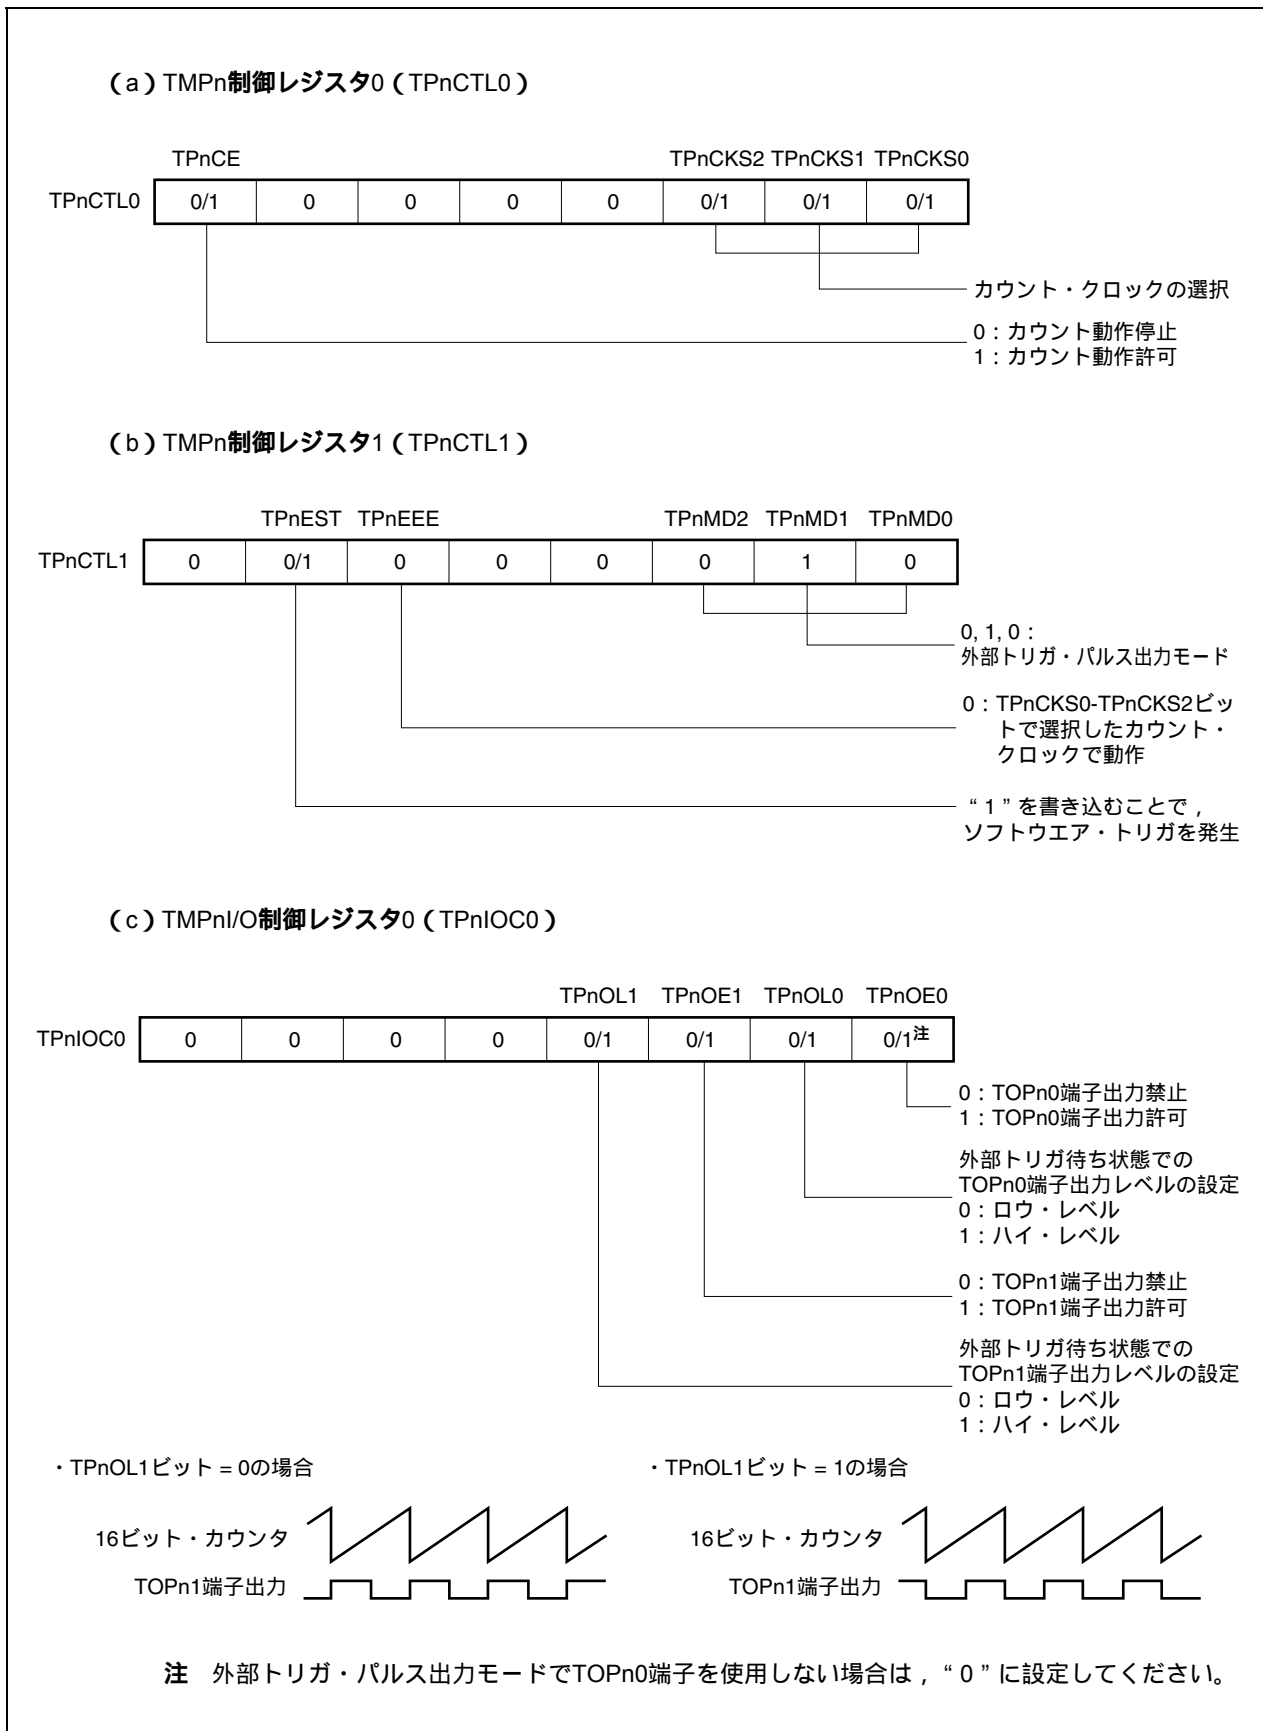 （a）TMPn制御レジスタ0（TPnCTL0）
TPnCE TPnCKS2 TPnCKS1 TPnCKS0
TPnCTL0 0/1 0 0 0 0 0/1 0/1 0/1
カウント・クロックの選択
0：カウント動作停止
1：カウント動作許可
（b）TMPn制御レジスタ1（TPnCTL1）
TPnEST TPnEEE TPnMD2 TPnMD1 TPnMD0
TPnCTL1 0 0/1 0 0 0 0 1 0
0, 1, 0：
外部トリガ・パルス出力モード
0：TPnCKS0-TPnCKS2ビッ
トで選択したカウント・
クロックで動作
“1”を書き込むことで，
ソフトウエア・トリガを発生
（c）TMPnI/O制御レジスタ0（TPnIOC0）
TPnOL1 TPnOE1 TPnOL0 TPnOE0
TPnIOC0 0 0 0 0 0/1 0/1 0/1 0/1注
0：TOPn0端子出力禁止
1：TOPn0端子出力許可
外部トリガ待ち状態での
TOPn0端子出力レベルの設定
0：ロウ・レベル
1：ハイ・レベル
0：TOPn1端子出力禁止
1：TOPn1端子出力許可
外部トリガ待ち状態での
TOPn1端子出力レベルの設定
0：ロウ・レベル
1：ハイ・レベル
・TPnOL1ビット = 0の場合
16ビット・カウンタ
TOPn1端子出力
・TPnOL1ビット = 1の場合
16ビット・カウンタ
TOPn1端子出力
注　外部トリガ・パルス出力モードでTOPn0端子を使用しない場合は，“0”に設定してください。